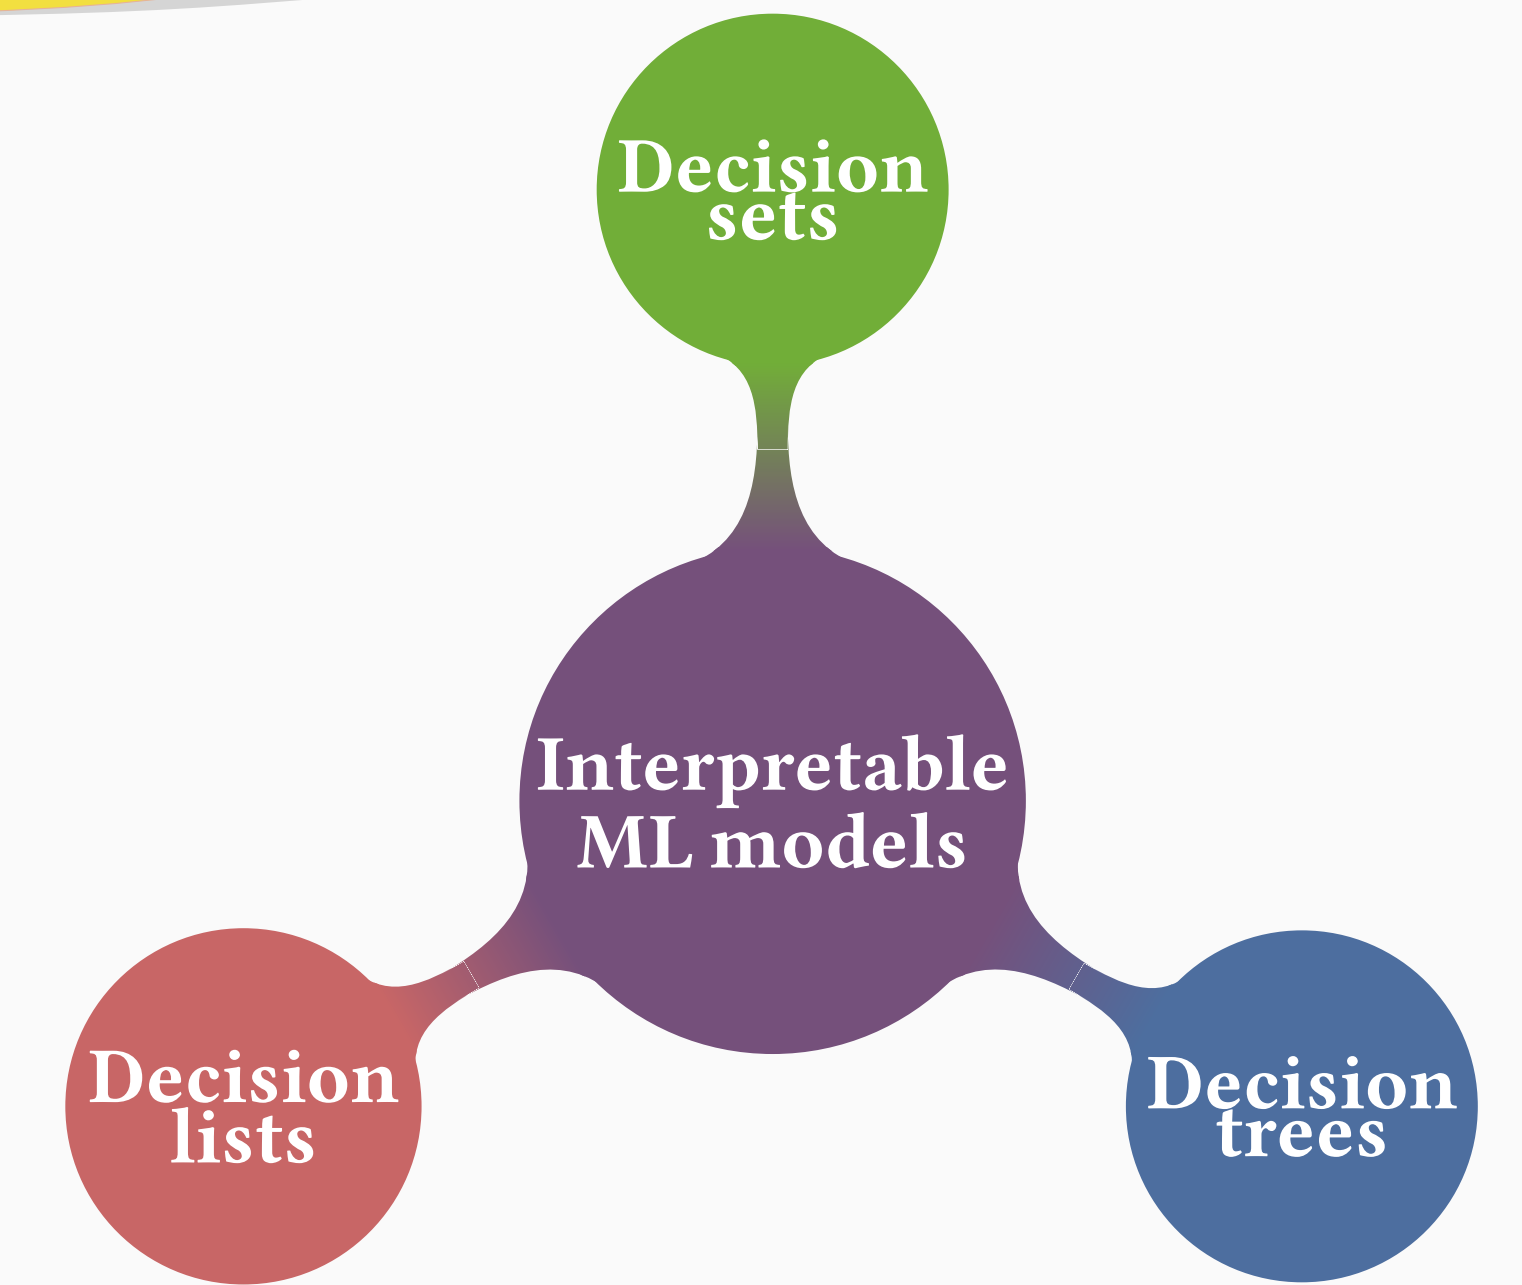 Decision
sets
Interpretable
ML models
Decision
lists
Decision
trees